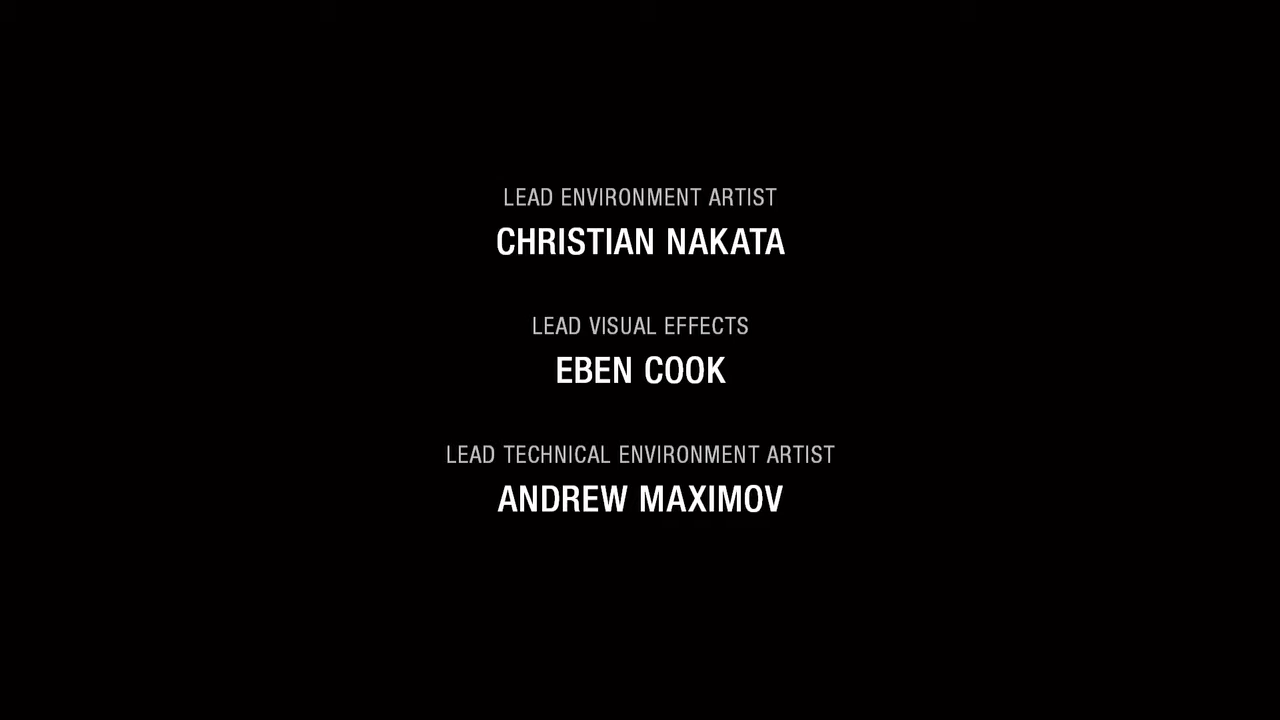 LEAD ENVIRONMENT ARTIST
CHRISTIAN NAKATA
LEAD VISUAL EFFECTS
EBEN COOK
LEAD TECHNICAL ENVIRONMENT ARTIST
ANDREW MAXIMOV